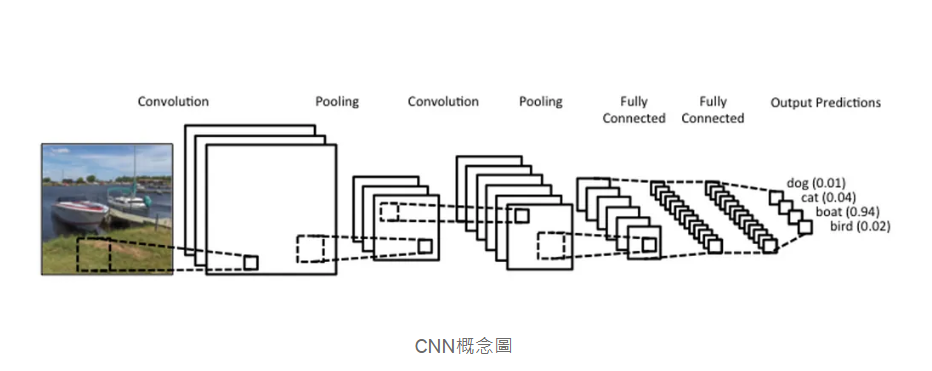 Convolution
Pooling
Convolution
Pooling
Fully
Connected
Fully
Connected
Output Predictions
dog (0.01)
cat (0.04)
boat (0.94)
bird (0.02)
CNN概念圖